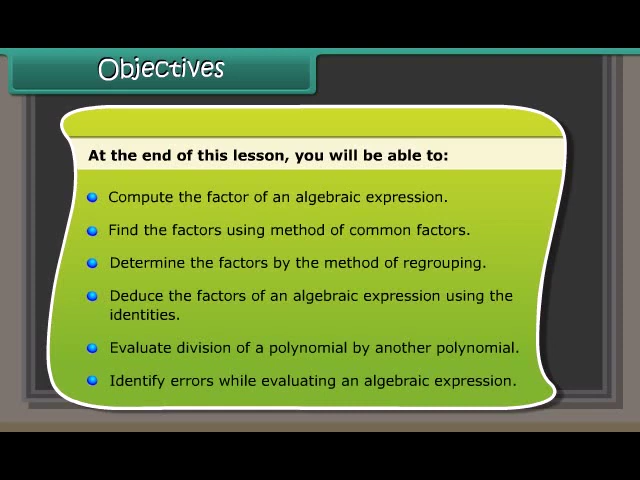 Objectives
At the end of this lesson, you will be able to:
Compute the factor of an algebraic expression.
Find the factors using method of common factors.
Determine the factors by the method of regrouping.
Deduce the factors of an algebraic expression using the
identities.
Evaluate division of a polynomial by another polynomial.
Identify errors while evaluating an algebraic expression.